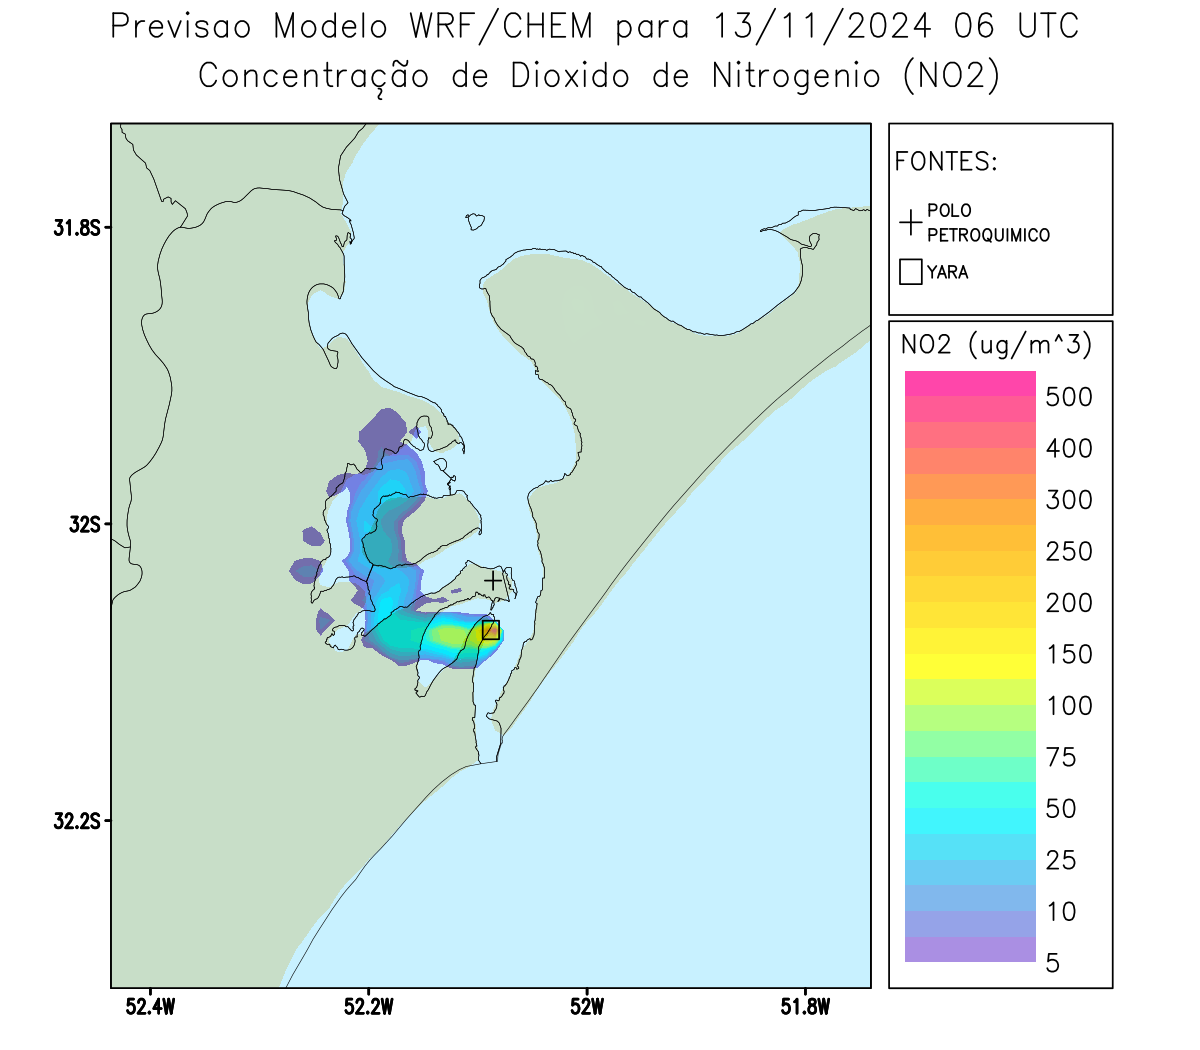 Previsao Modelo WRF/CHEM para 13/11/2024 06 UTC
Concentração de Dioxido de Nitrogenio (NO2)
FONTES:
POLO
PETROQUIMICO
YARA
NO2 (ug/m^3)
500
400
300
250
200
150
100
75
50
25
10
5
31.8S
32S
32.2S
52.4W
52.2W
52W
51.8W